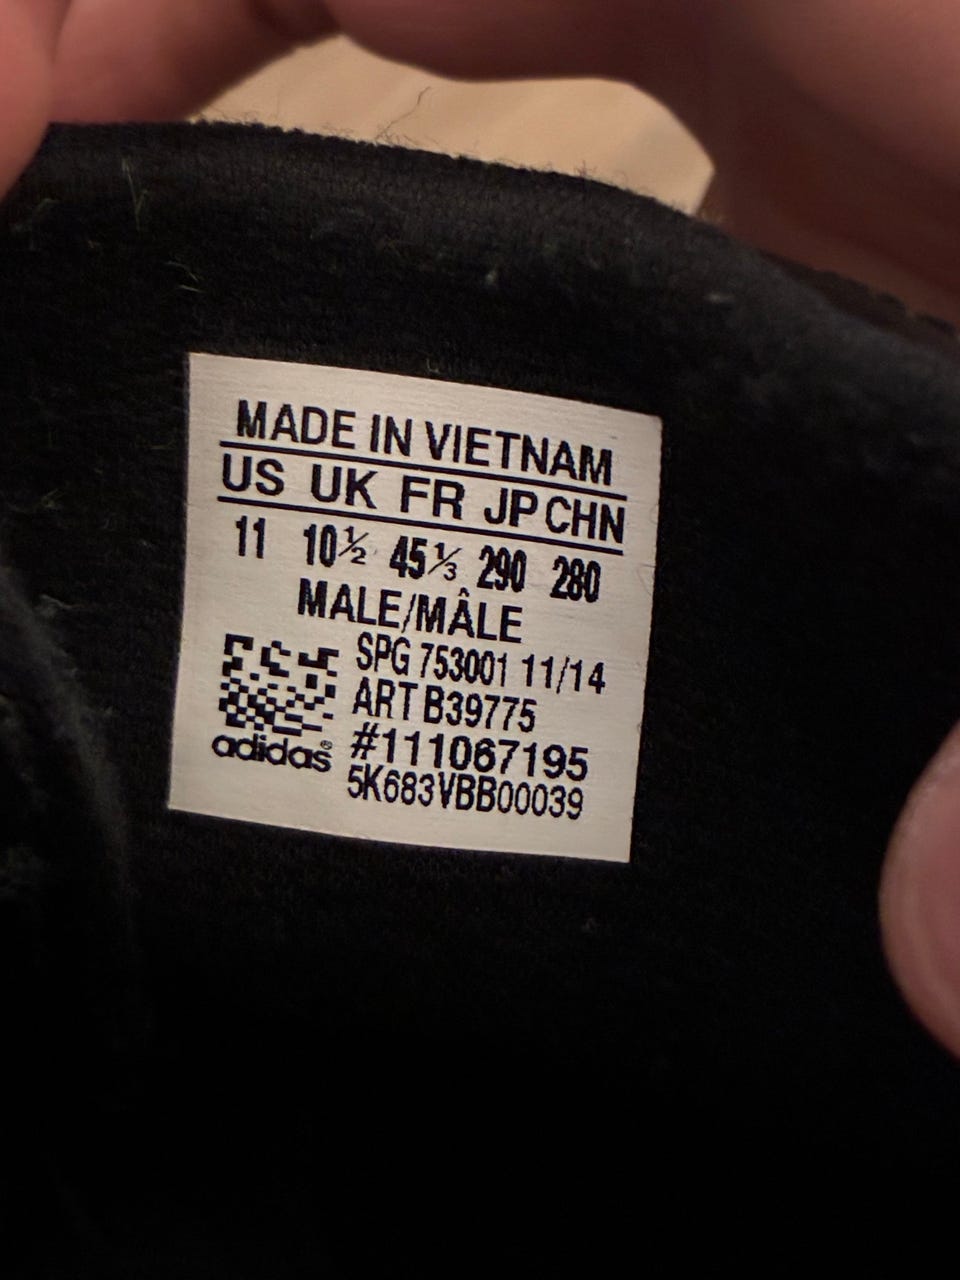 MADE IN VIETNAM
US UK FR JP CHN
11 10½ 45⅓ 290 280
MALE/MÂLE
SPG 753001 11/14
ART B39775
#111067195
adidas®
5K683VBB00039